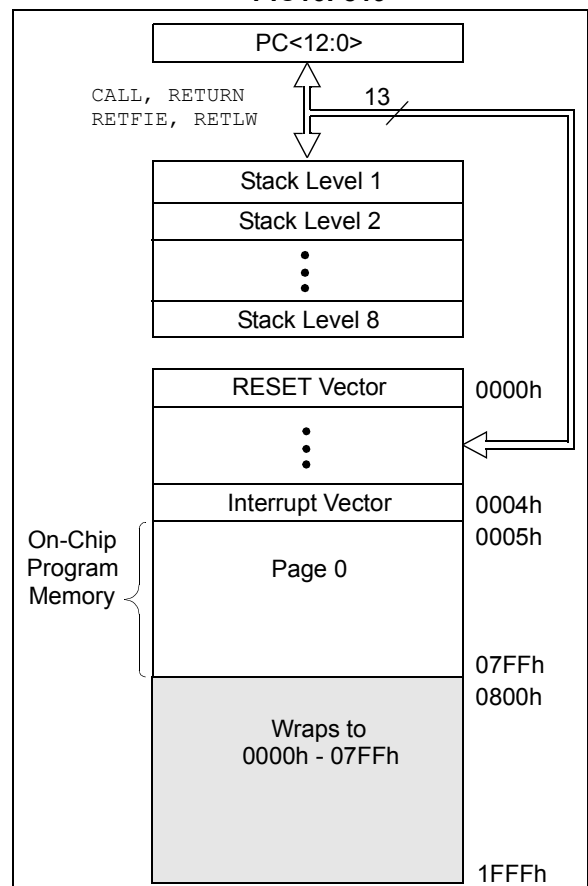 PC<12:0>
CALL, RETURN
RETFIE, RETLW
13
Stack Level 1
Stack Level 2
Stack Level 8
RESET Vector
0000h
Interrupt Vector
0004h
On-Chip
Program
Memory
Page 0
0005h
07FFh
0800h
Wraps to
0000h - 07FFh
1FFFh